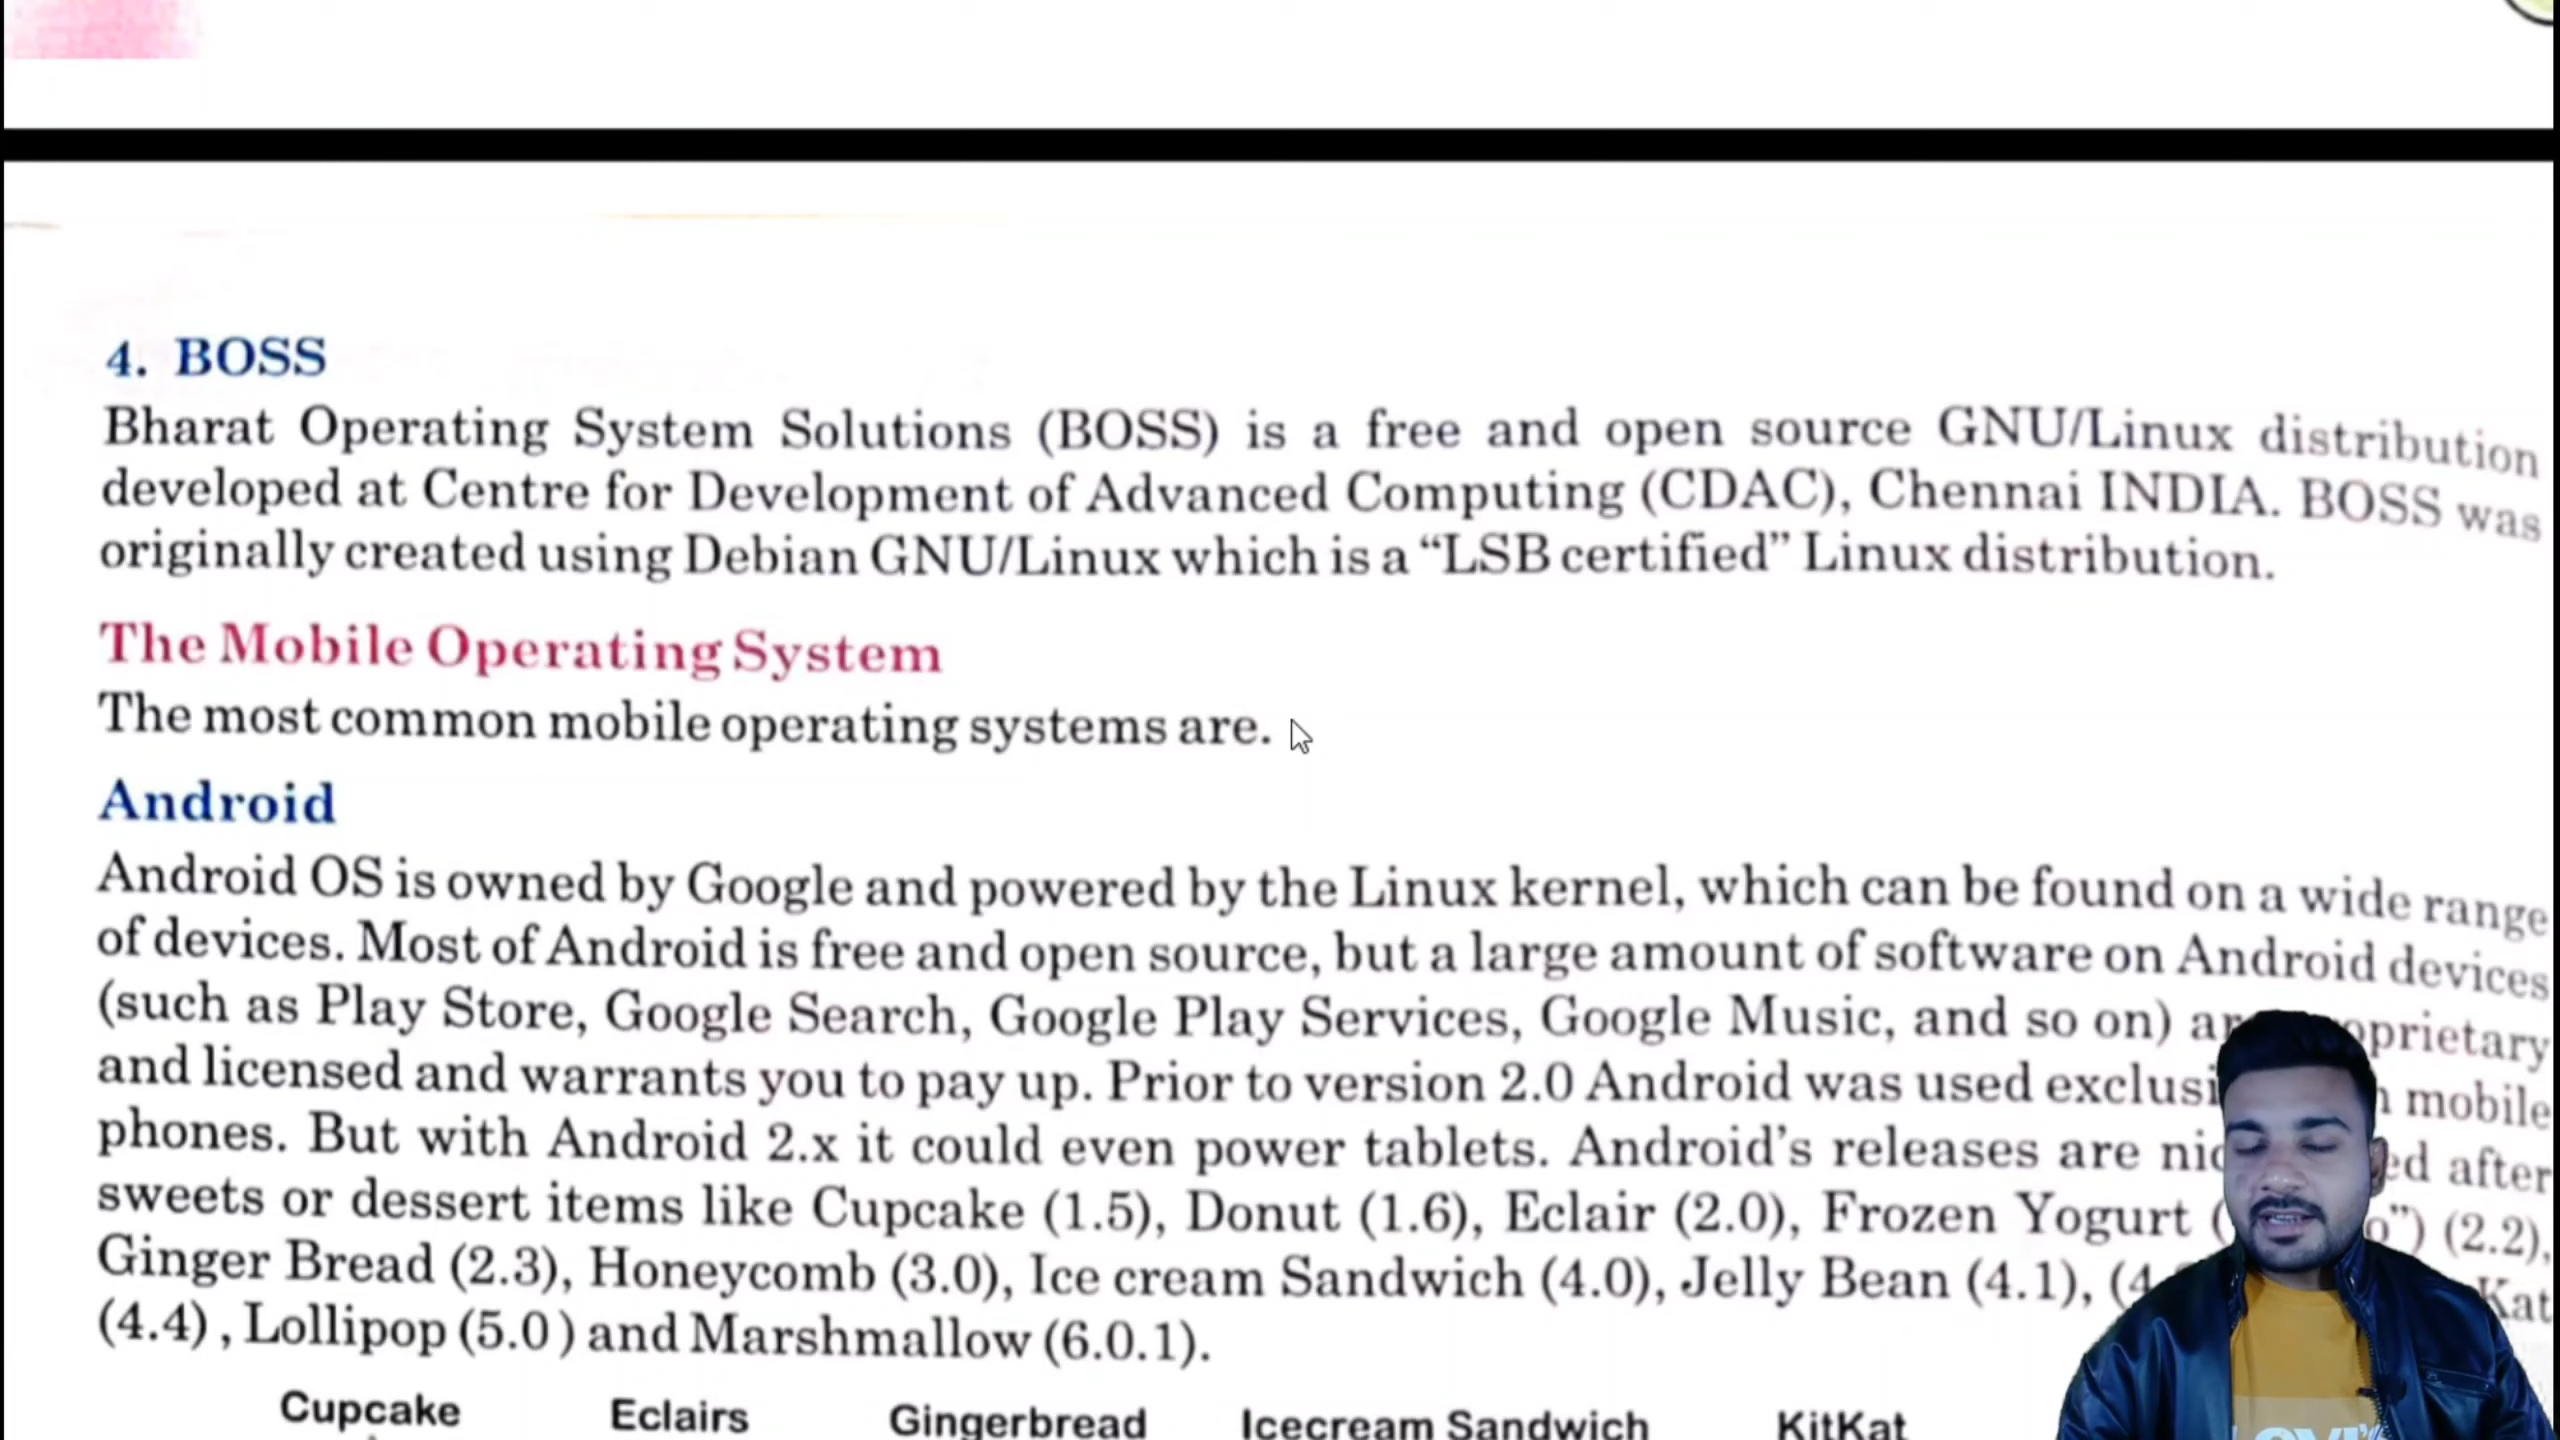 4. BOSS
Bharat Operating System Solutions (BOSS) is a free and open source GNU/Linux distribution
developed at Centre for Development of Advanced Computing (CDAC), Chennai INDIA. BOSS was
originally created using Debian GNU/Linux which is a “LSB certified” Linux distribution.
The Mobile Operating System
The most common mobile operating systems are.
Android
Android OS is owned by Google and powered by the Linux kernel, which can be found on a wide range
of devices. Most of Android is free and open source, but a large amount of software on Android devices
(such as Play Store, Google Search, Google Play Services, Google Music, and so on)
and licensed and warrants you to pay up. Prior to version 2.0 Android was used mobile
phones. But with Android 2.x it could even power tablets. Android’s releases are after
sweets or dessert items like Cupcake (1.5), Donut (1.6), Eclair (2.0), Frozen Yogurt (2.2),
Ginger Bread (2.3), Honeycomb (3.0), Ice cream Sandwich (4.0), Jelly Bean (4.1), Kat
(4.4) , Lollipop (5.0 ) and Marshmallow (6.0.1).
Cupcake Eclairs Gingerbread Icecream Sandwich KitKat